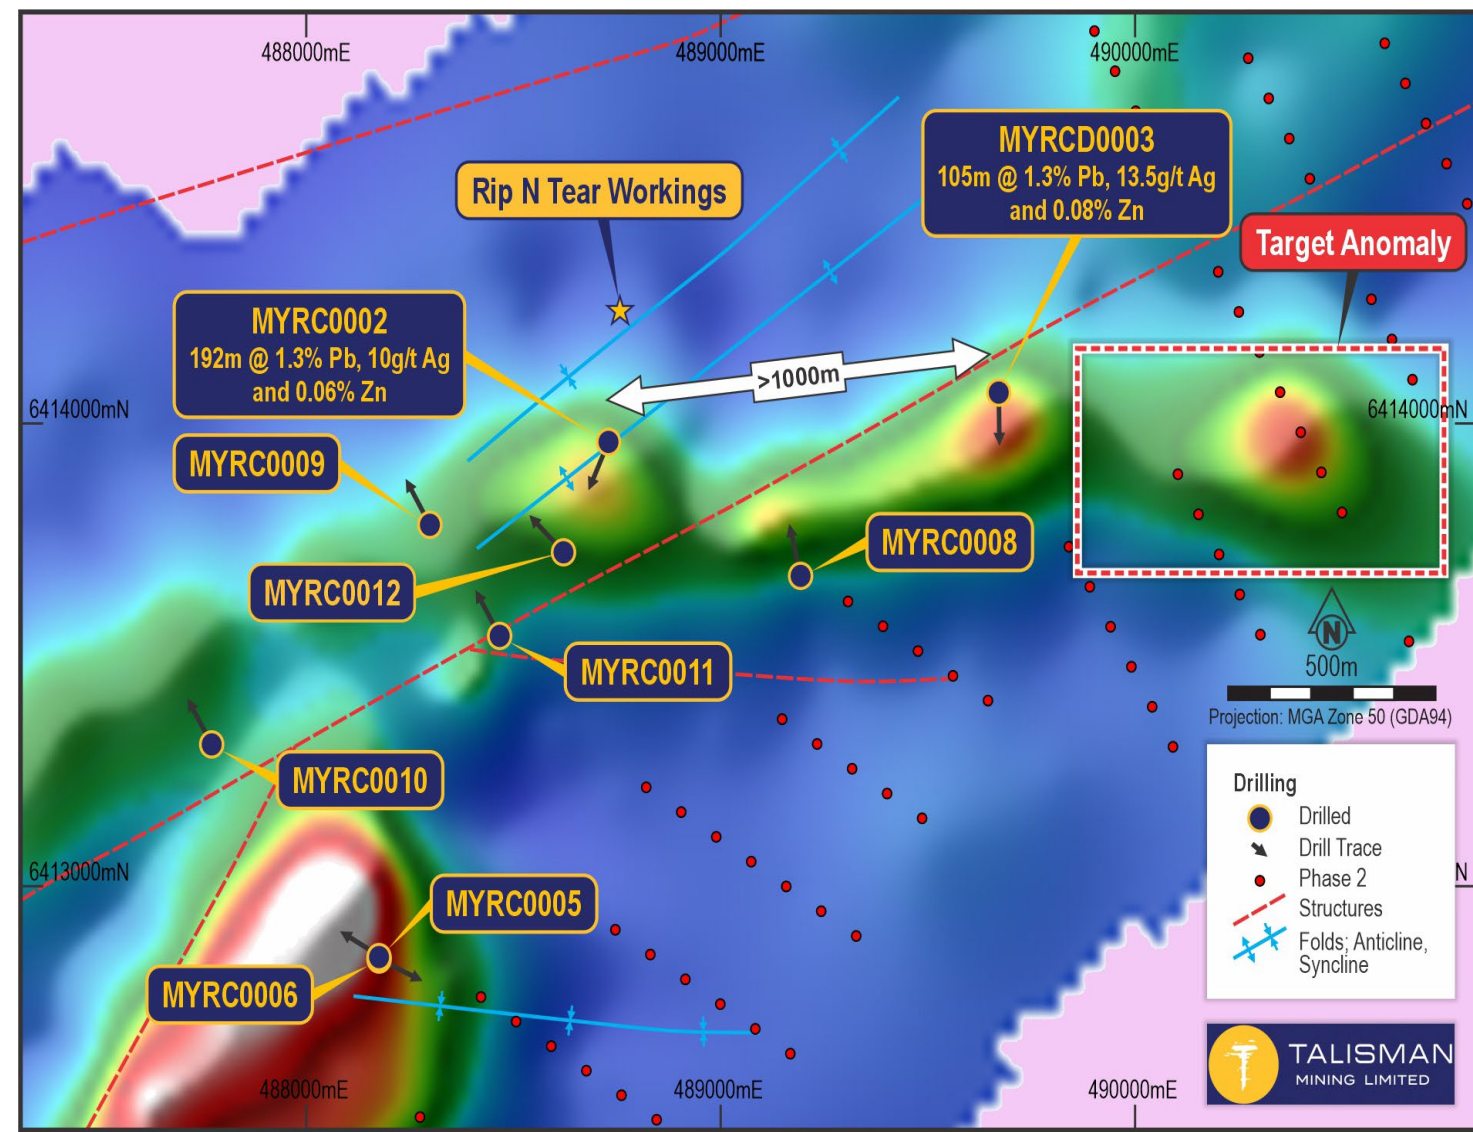 488000mE
489000mE
490000mE
MYRCD0003
105m @ 1.3% Pb, 13.5g/t Ag
and 0.08% Zn
Rip N Tear Workings
Target Anomaly
MYRC0002
192m @ 1.3% Pb, 10g/t Ag
and 0.06% Zn
>1000m
6414000mN
6414000mN
MYRC0009
MYRC0008
MYRC0012
MYRC0011
N
500m
Projection: MGA Zone 50 (GDA94)
MYRC0010
Drilling
Drilled
Drill Trace
Phase 2
Structures
Folds; Anticline,
Syncline
6413000mN
N
MYRC0005
MYRC0006
TALISMAN
MINING LIMITED
488000mE
489000mE
490000mE